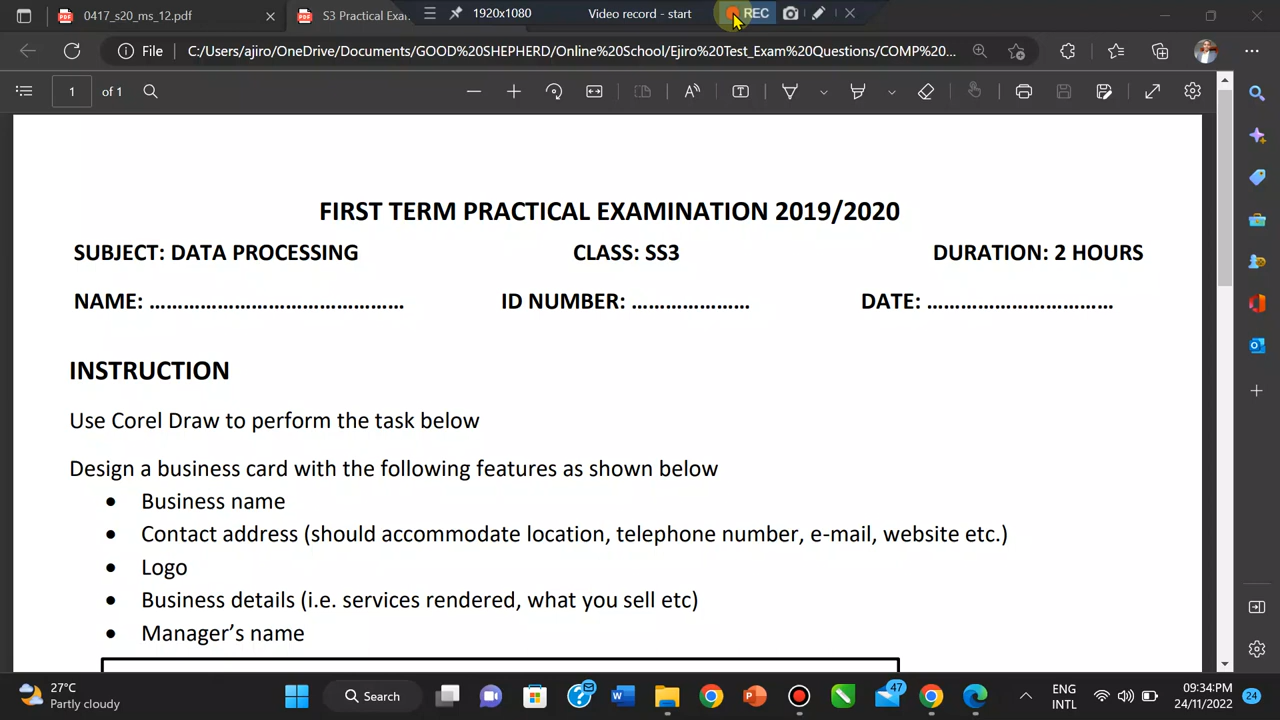 0417_s20_ms_12.pdf
S3 Practical Exa
1920x1080
Video record - start
REC
File
C:/Users/ajiro/OneDrive/Documents/GOOD%20SHEPHERD/Online%20School/Ejiro%20Test_Exam%20Questions/COMP%20...
1 of 1
FIRST TERM PRACTICAL EXAMINATION 2019/2020
SUBJECT: DATA PROCESSING CLASS: SS3 DURATION: 2 HOURS
NAME: ……………………………………… ID NUMBER: ………………… DATE: ……………………………
INSTRUCTION
Use Corel Draw to perform the task below
Design a business card with the following features as shown below
• Business name
• Contact address (should accommodate location, telephone number, e-mail, website etc.)
• Logo
• Business details (i.e. services rendered, what you sell etc)
• Manager’s name
27°C
Partly cloudy
Search
47
ENG
INTL
09:34:PM
24/11/2022
24